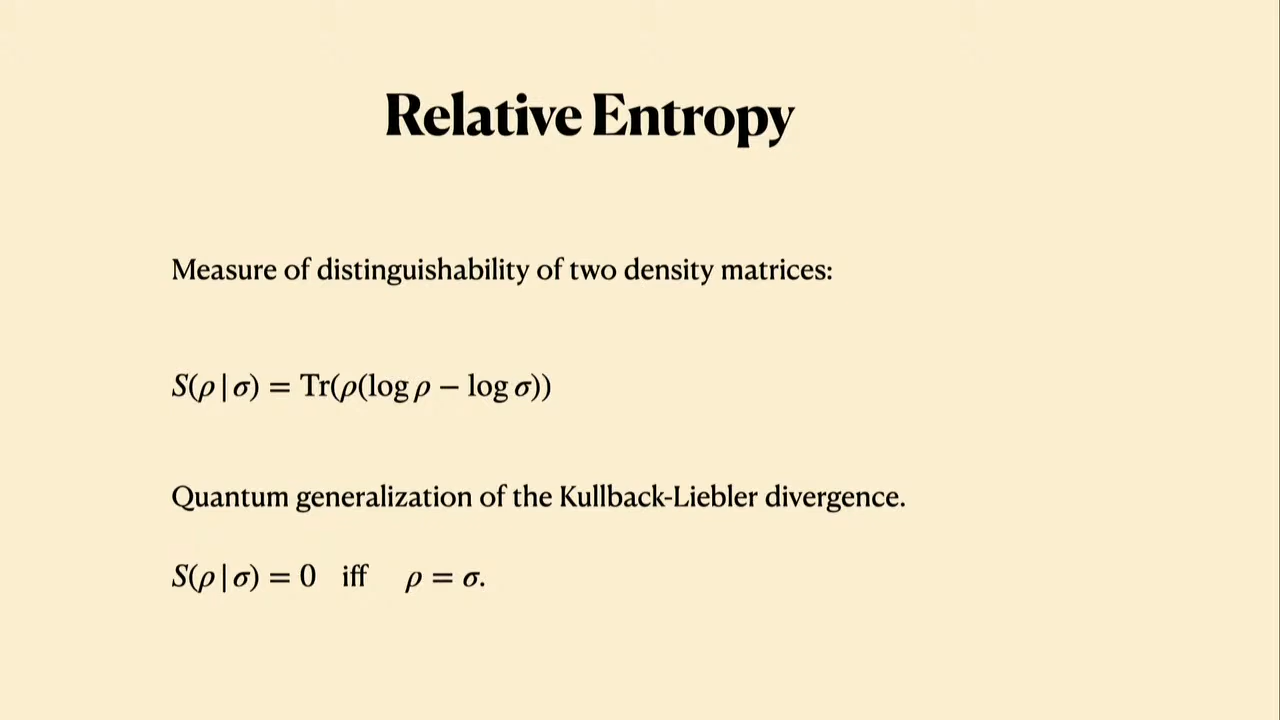 Relative Entropy
Measure of distinguishability of two density matrices:
S(ρ | σ) = Tr(ρ(log ρ − log σ))
Quantum generalization of the Kullback-Liebler divergence.
S(ρ | σ) = 0 iff ρ = σ.